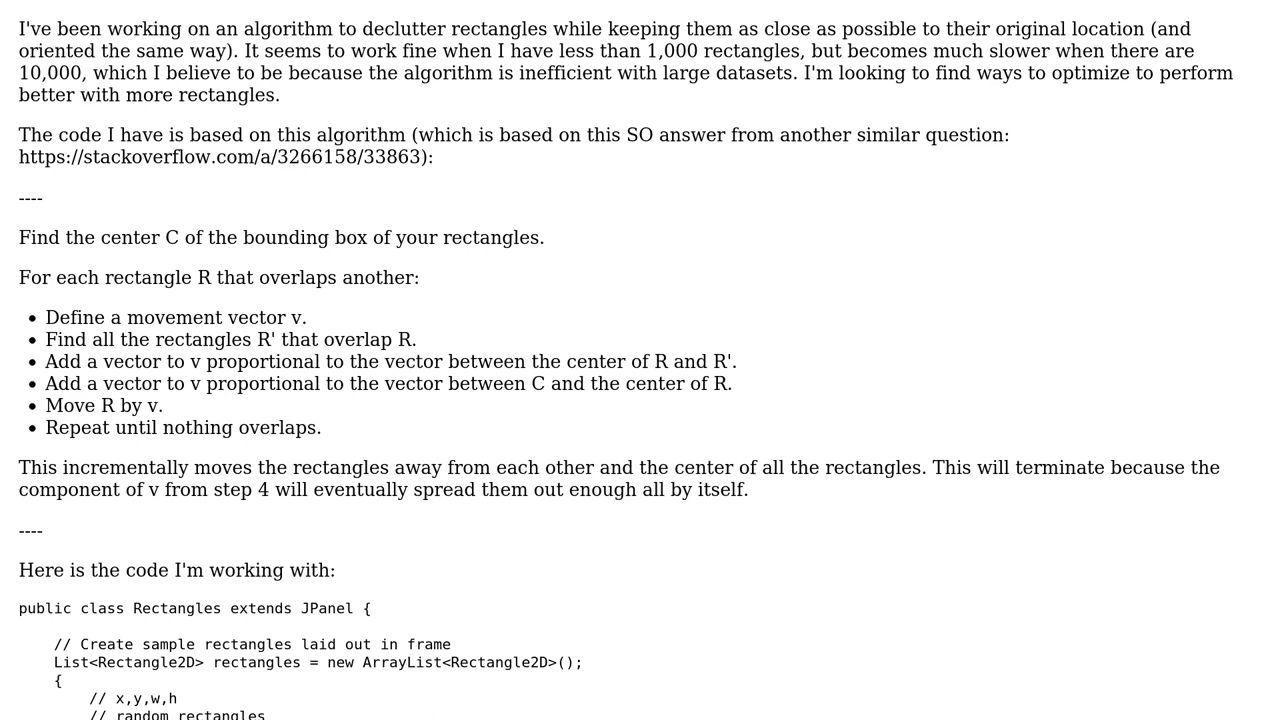 I've been working on an algorithm to declutter rectangles while keeping them as close as possible to their original location (and
oriented the same way). It seems to work fine when I have less than 1,000 rectangles, but becomes much slower when there are
10,000, which I believe to be because the algorithm is inefficient with large datasets. I'm looking to find ways to optimize to perform
better with more rectangles.
The code I have is based on this algorithm (which is based on this SO answer from another similar question:
https://stackoverflow.com/a/3266158/33863):
----
Find the center C of the bounding box of your rectangles.
For each rectangle R that overlaps another:
• Define a movement vector v.
• Find all the rectangles R' that overlap R.
• Add a vector to v proportional to the vector between the center of R and R'.
• Add a vector to v proportional to the vector between C and the center of R.
• Move R by v.
• Repeat until nothing overlaps.
This incrementally moves the rectangles away from each other and the center of all the rectangles. This will terminate because the
component of v from step 4 will eventually spread them out enough all by itself.
----
Here is the code I'm working with:
public class Rectangles extends JPanel {
    // Create sample rectangles laid out in frame
    List<Rectangle2D> rectangles = new ArrayList<Rectangle2D>();
    {
        // x,y,w,h
        // random rectangles